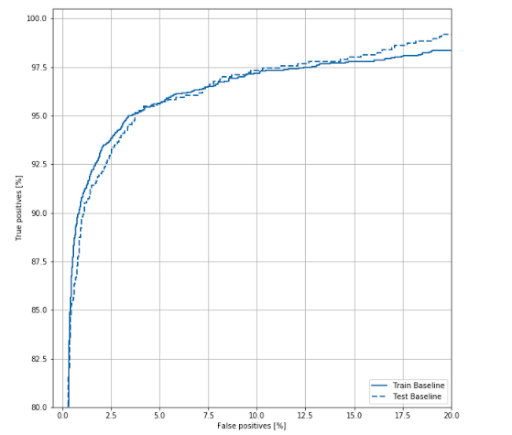 100.0
97.5
95.0
92.5
90.0
87.5
85.0
82.5
80.0
True positives [%]
0.0 2.5 5.0 7.5 10.0 12.5 15.0 17.5 20.0
False positives [%]
Train Baseline
Test Baseline